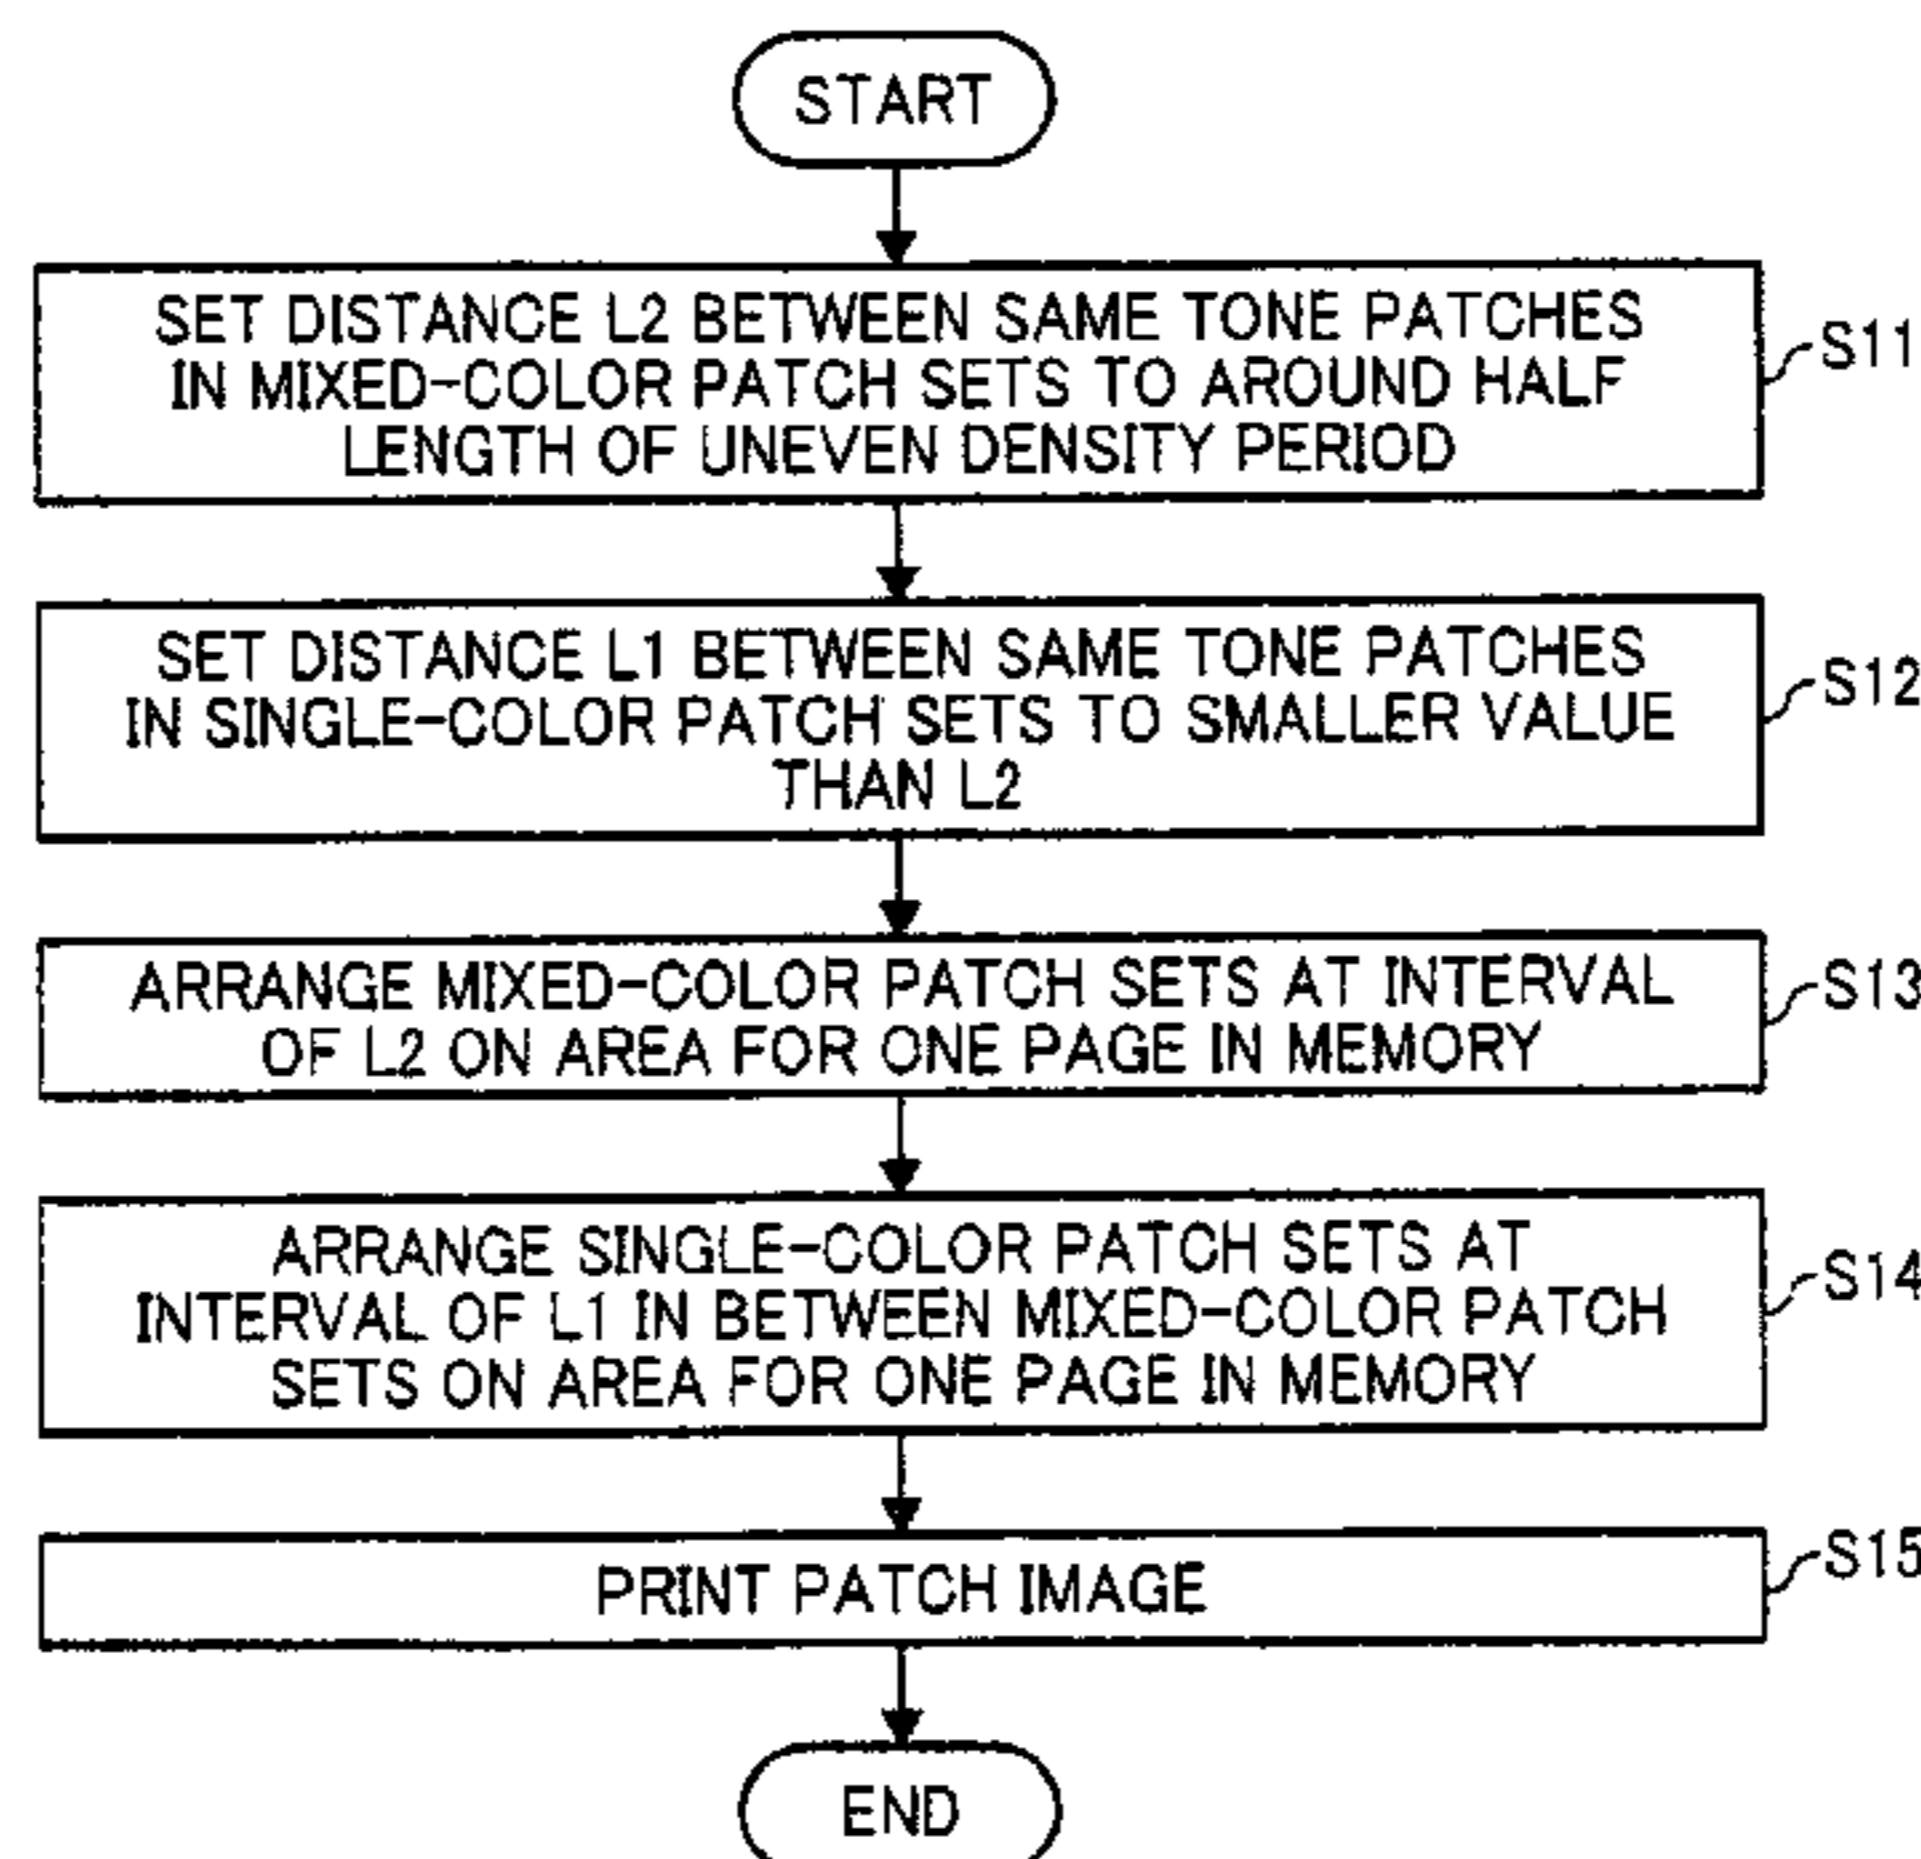 START
SET DISTANCE L2 BETWEEN SAME TONE PATCHES
IN MIXED-COLOR PATCH SETS TO AROUND HALF
LENGTH OF UNEVEN DENSITY PERIOD
S11
SET DISTANCE L1 BETWEEN SAME TONE PATCHES
IN SINGLE-COLOR PATCH SETS TO SMALLER VALUE
THAN L2
S12
ARRANGE MIXED-COLOR PATCH SETS AT INTERVAL
OF L2 ON AREA FOR ONE PAGE IN MEMORY
S13
ARRANGE SINGLE-COLOR PATCH SETS AT
INTERVAL OF L1 IN BETWEEN MIXED-COLOR PATCH
SETS ON AREA FOR ONE PAGE IN MEMORY
S14
PRINT PATCH IMAGE
S15
END